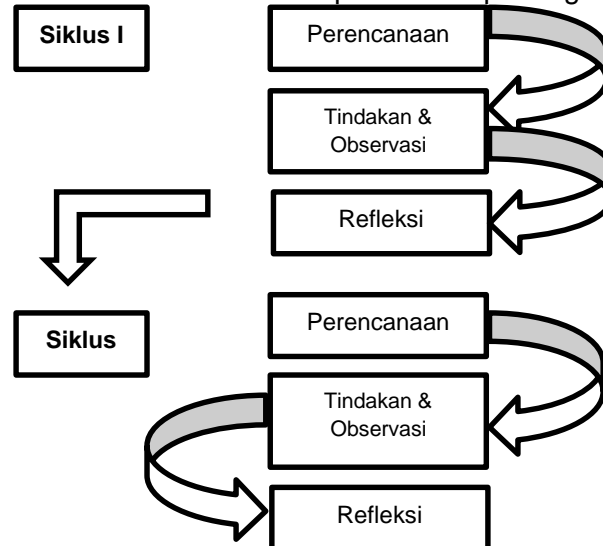 Siklus I
Perencanaan
Tindakan &
Observasi
Refleksi
Siklus
Perencanaan
Tindakan &
Observasi
Refleksi